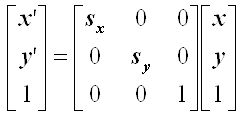 [x'] = [s_x 0 0] [x]
[y'] = [0 s_y 0] [y]
[1] = [0 0 1] [1]